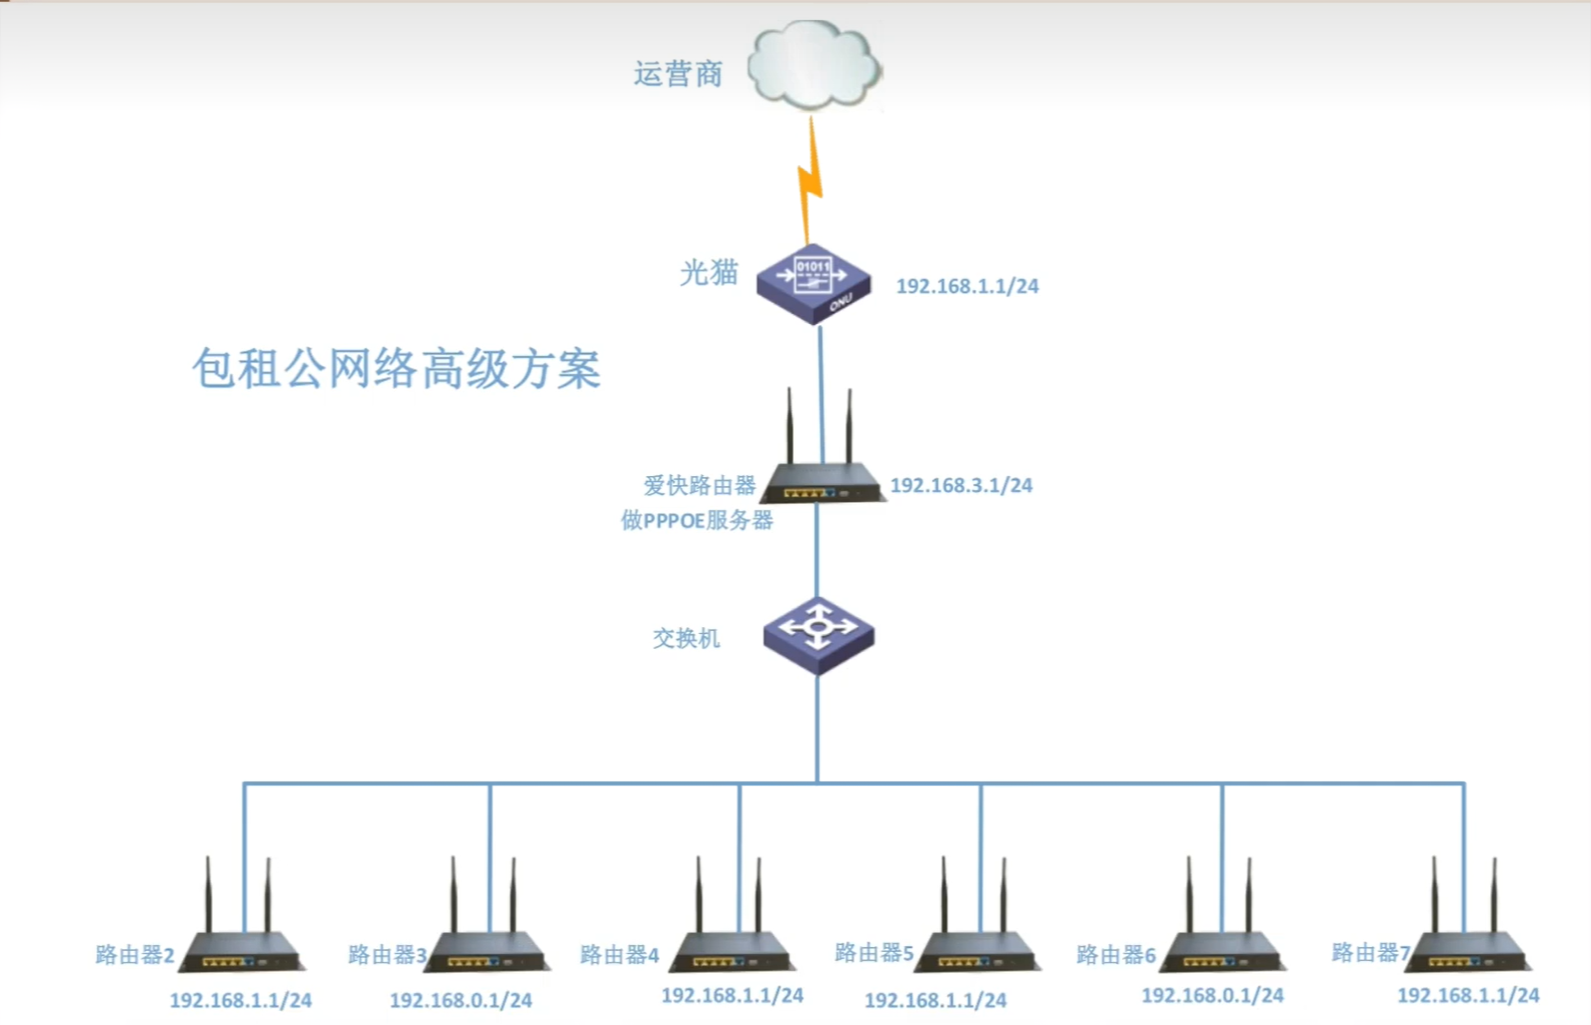 运营商
01011
光猫
ONU
192.168.1.1/24
包租公网络高级方案
爱快路由器
192.168.3.1/24
做PPPOE服务器
交换机
路由器2
路由器3
路由器4
路由器5
路由器6
路由器7
192.168.1.1/24
192.168.0.1/24
192.168.1.1/24
192.168.1.1/24
192.168.0.1/24
192.168.1.1/24